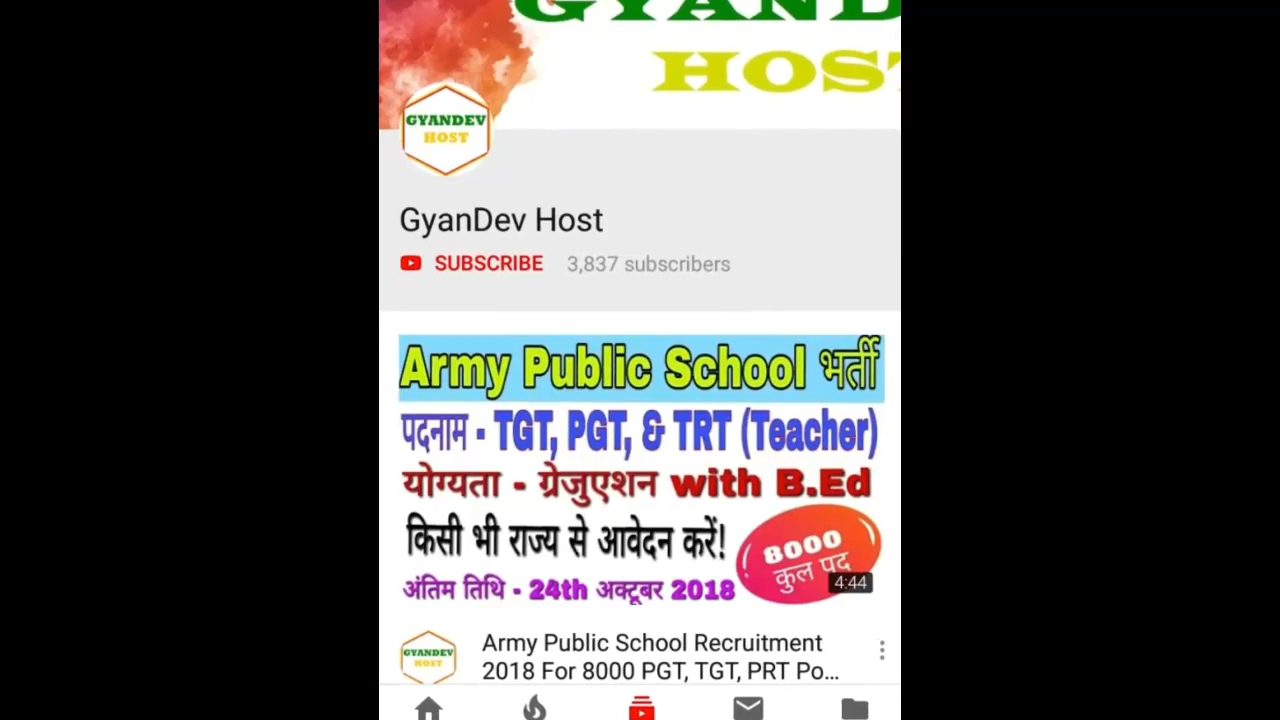 GYAND
HOST
GYANDEV
HOST
GyanDev Host
SUBSCRIBE 3,837 subscribers
Army Public School भर्ती
पदनाम - TGT, PGT, & TRT (Teacher)
योग्यता - ग्रेजुएशन with B.Ed
किसी भी राज्य से आवेदन करें!
8000
कुल पद
4:44
अंतिम तिथि - 24th अक्टूबर 2018
GYANDEV
HOST
Army Public School Recruitment
2018 For 8000 PGT, TGT, PRT Po...